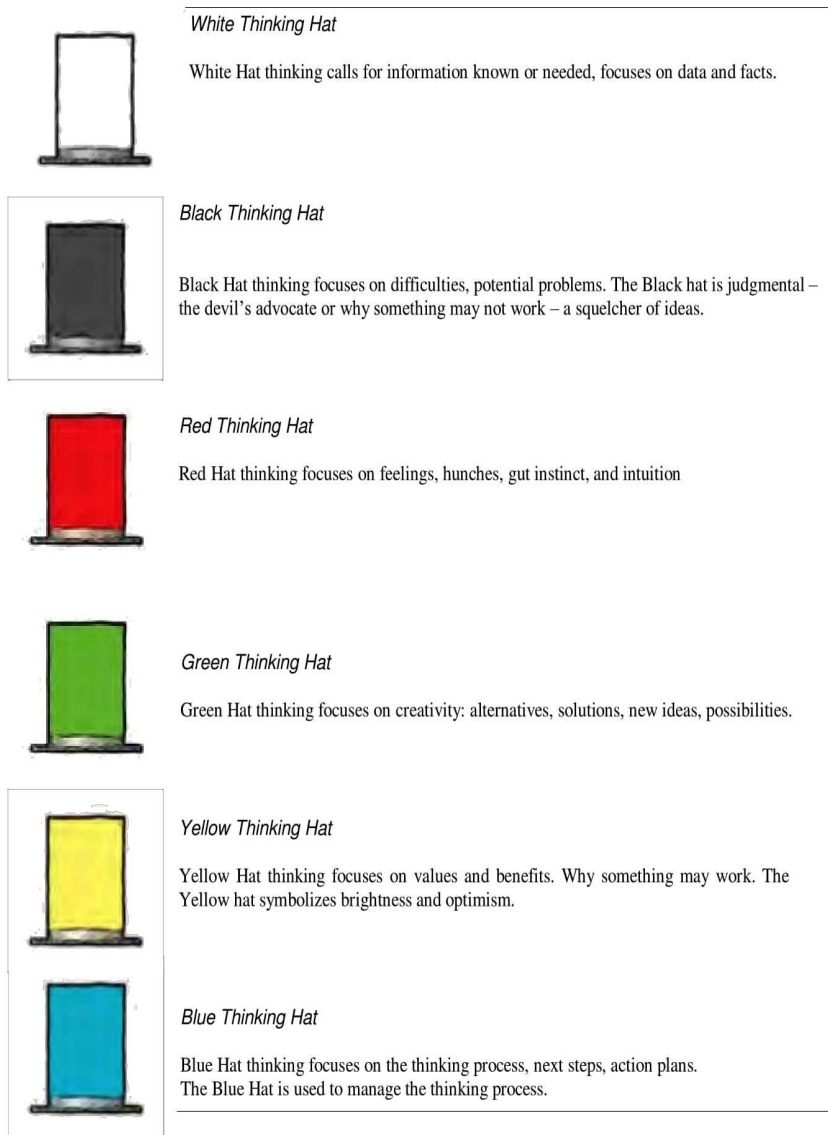 White Thinking Hat
White Hat thinking calls for information known or needed, focuses on data and facts.
Black Thinking Hat
Black Hat thinking focuses on difficulties, potential problems. The Black hat is judgmental –
the devil’s advocate or why something may not work – a squelcher of ideas.
Red Thinking Hat
Red Hat thinking focuses on feelings, hunches, gut instinct, and intuition
Green Thinking Hat
Green Hat thinking focuses on creativity: alternatives, solutions, new ideas, possibilities.
Yellow Thinking Hat
Yellow Hat thinking focuses on values and benefits. Why something may work. The
Yellow hat symbolizes brightness and optimism.
Blue Thinking Hat
Blue Hat thinking focuses on the thinking process, next steps, action plans.
The Blue Hat is used to manage the thinking process.